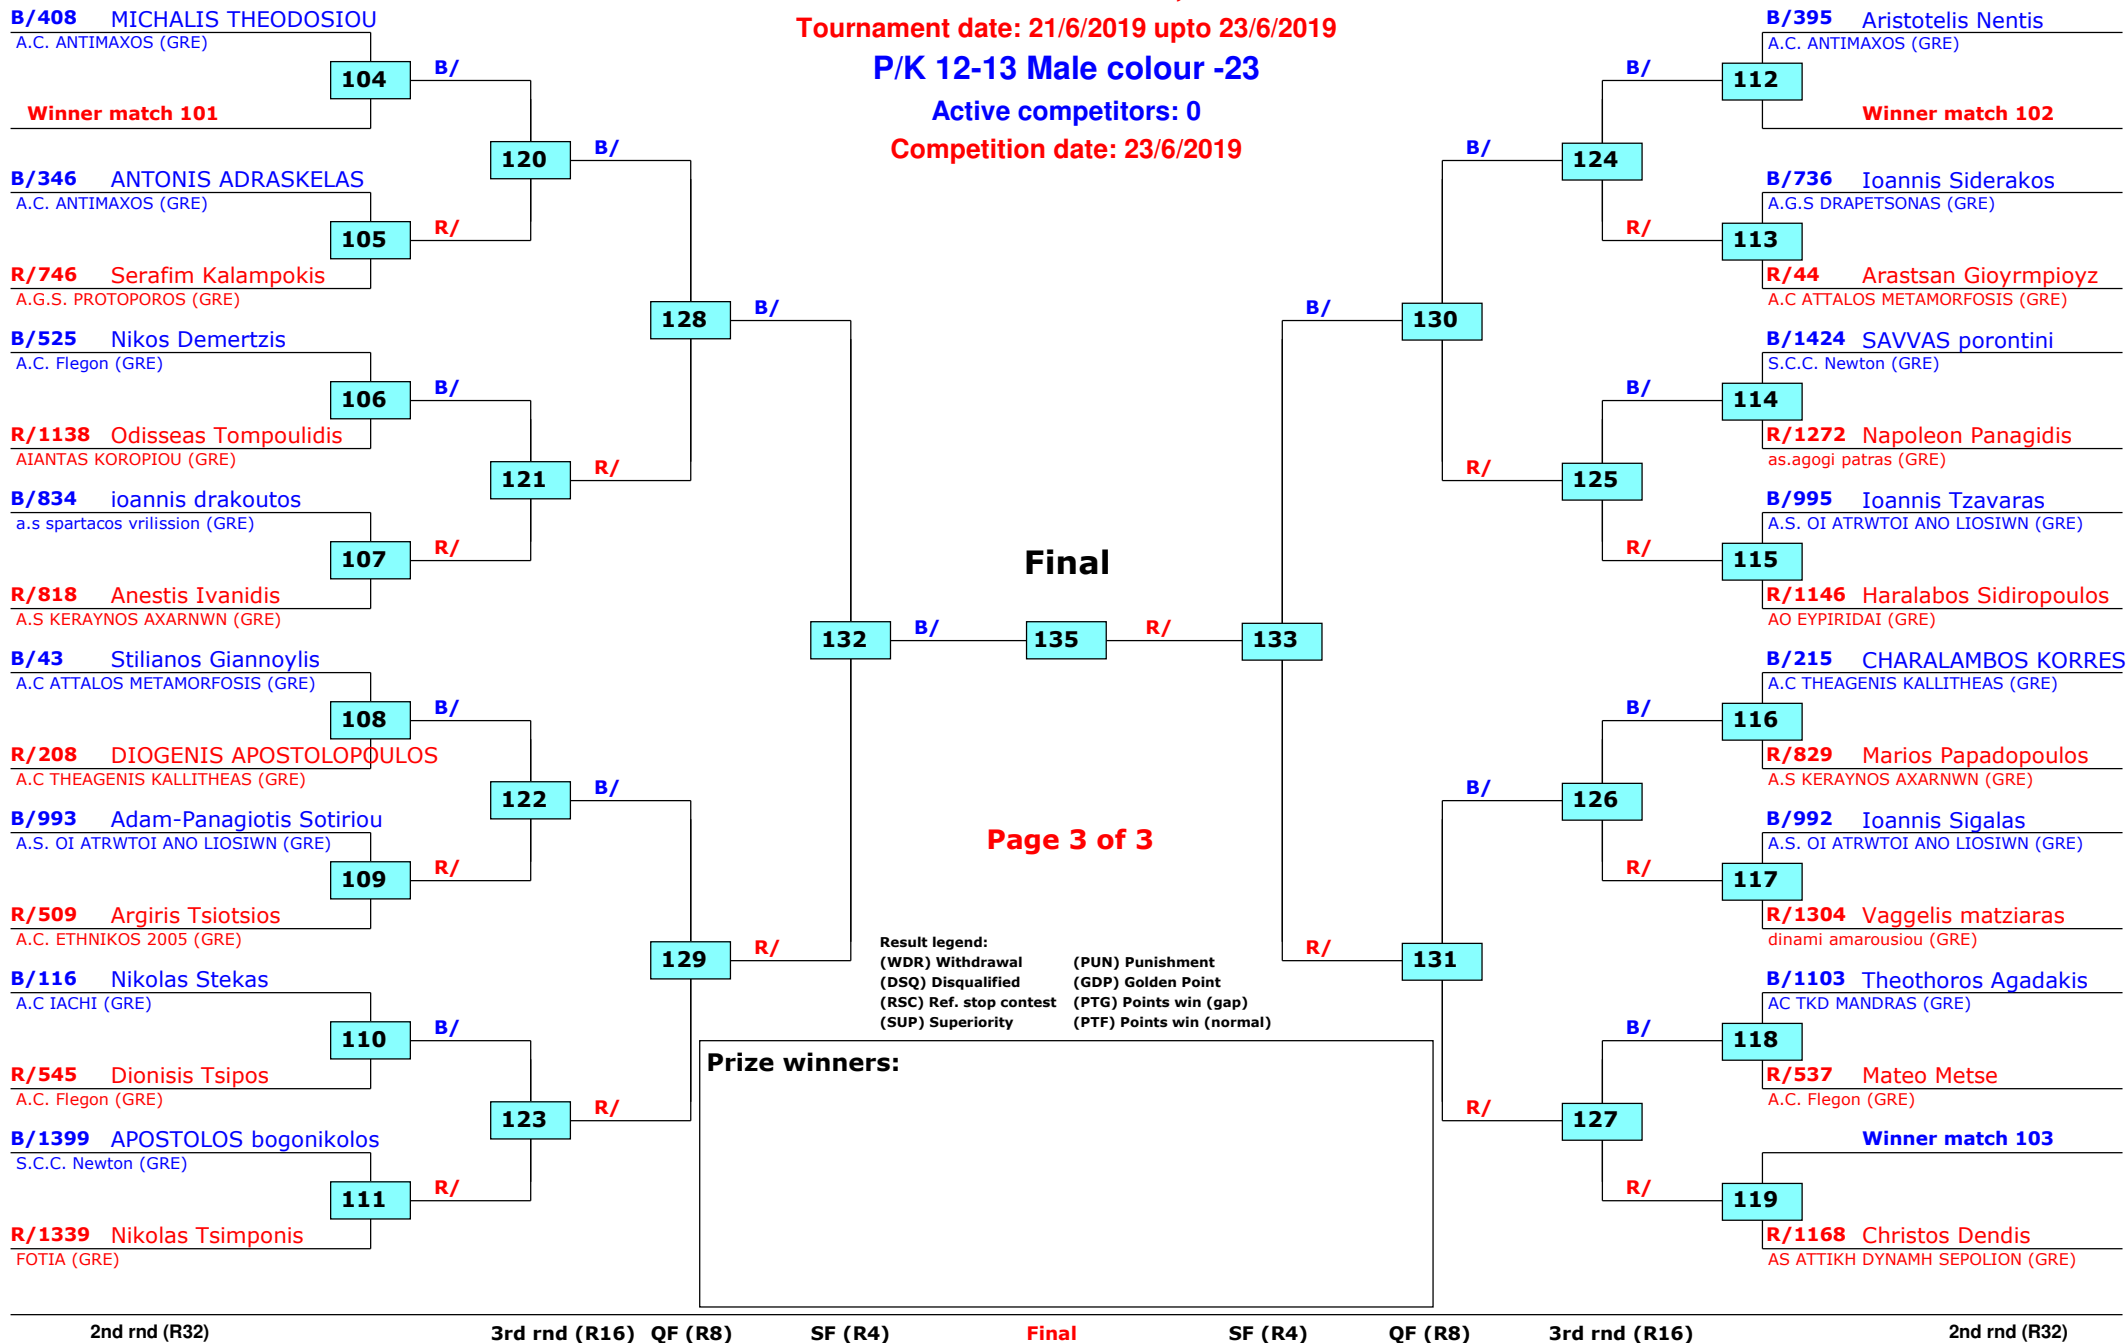 Tournament date: 21/6/2019 upto 23/6/2019
P/K 12-13 Male colour -23
Active competitors: 0
Competition date: 23/6/2019
B/408 MICHALIS THEODOSIOU
A.C. ANTIMAXOS (GRE)
104
B/
Winner match 101
120
B/
B/346 ANTONIS ADRASKELAS
A.C. ANTIMAXOS (GRE)
105
R/
R/746 Serafim Kalampokis
A.G.S. PROTOPOROS (GRE)
128
B/
B/525 Nikos Demertzis
A.C. Flegon (GRE)
106
B/
R/1138 Odisseas Tompoulidis
AIANTAS KOROPIOU (GRE)
121
R/
B/834 ioannis drakoutos
a.s spartacos vrilission (GRE)
107
R/
R/818 Anestis Ivanidis
A.S KERAYNOS AXARNWN (GRE)
132
B/
B/43 Stilianos Giannoylis
A.C ATTALOS METAMORFOSIS (GRE)
108
B/
R/208 DIOGENIS APOSTOLOPOULOS
A.C THEAGENIS KALLITHEAS (GRE)
122
B/
B/993 Adam-Panagiotis Sotiriou
A.S. OI ATRWTOI ANO LIOSIWN (GRE)
109
R/
R/509 Argiris Tsiotsios
A.C. ETHNIKOS 2005 (GRE)
129
R/
B/116 Nikolas Stekas
A.C IACHI (GRE)
110
B/
R/545 Dionisis Tsipos
A.C. Flegon (GRE)
123
R/
B/1399 APOSTOLOS bogonikolos
S.C.C. Newton (GRE)
111
R/
R/1339 Nikolas Tsimponis
FOTIA (GRE)
Final
135
R/
Page 3 of 3
Result legend:
(WDR) Withdrawal (PUN) Punishment
(DSQ) Disqualified (GDP) Golden Point
(RSC) Ref. stop contest (PTG) Points win (gap)
(SUP) Superiority (PTF) Points win (normal)
Prize winners:
B/395 Aristotelis Nentis
A.C. ANTIMAXOS (GRE)
B/
112
Winner match 102
B/
124
B/736 Ioannis Siderakos
A.G.S DRAPETSONAS (GRE)
R/
113
R/44 Arastsan Gioyrmpioyz
A.C ATTALOS METAMORFOSIS (GRE)
B/
130
B/1424 SAVVAS porontini
S.C.C. Newton (GRE)
B/
114
R/1272 Napoleon Panagidis
as.agogi patras (GRE)
R/
125
B/995 Ioannis Tzavaras
A.S. OI ATRWTOI ANO LIOSIWN (GRE)
R/
115
R/1146 Haralabos Sidiropoulos
AO EYPIRIDAI (GRE)
133
B/215 CHARALAMBOS KORRES
A.C THEAGENIS KALLITHEAS (GRE)
B/
116
R/829 Marios Papadopoulos
A.S KERAYNOS AXARNWN (GRE)
B/
126
B/992 Ioannis Sigalas
A.S. OI ATRWTOI ANO LIOSIWN (GRE)
R/
117
R/1304 Vaggelis matziaras
dinami amarousiou (GRE)
R/
131
B/1103 Theothoros Agadakis
AC TKD MANDRAS (GRE)
B/
118
R/537 Mateo Metse
A.C. Flegon (GRE)
R/
127
Winner match 103
R/
119
R/1168 Christos Dendis
AS ATTIKH DYNAMH SEPOLION (GRE)
2nd rnd (R32) 3rd rnd (R16) QF (R8) SF (R4) Final SF (R4) QF (R8) 3rd rnd (R16) 2nd rnd (R32)